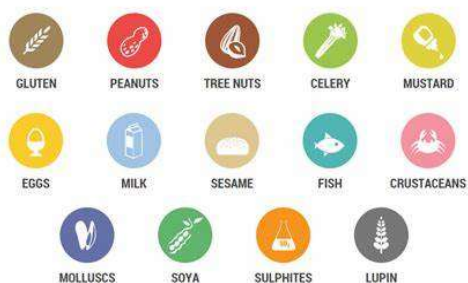 GLUTEN PEANUTS TREE NUTS CELERY MUSTARD
EGGS MILK SESAME FISH CRUSTACEANS
MOLLUSCS SOYA SULPHITES LUPIN